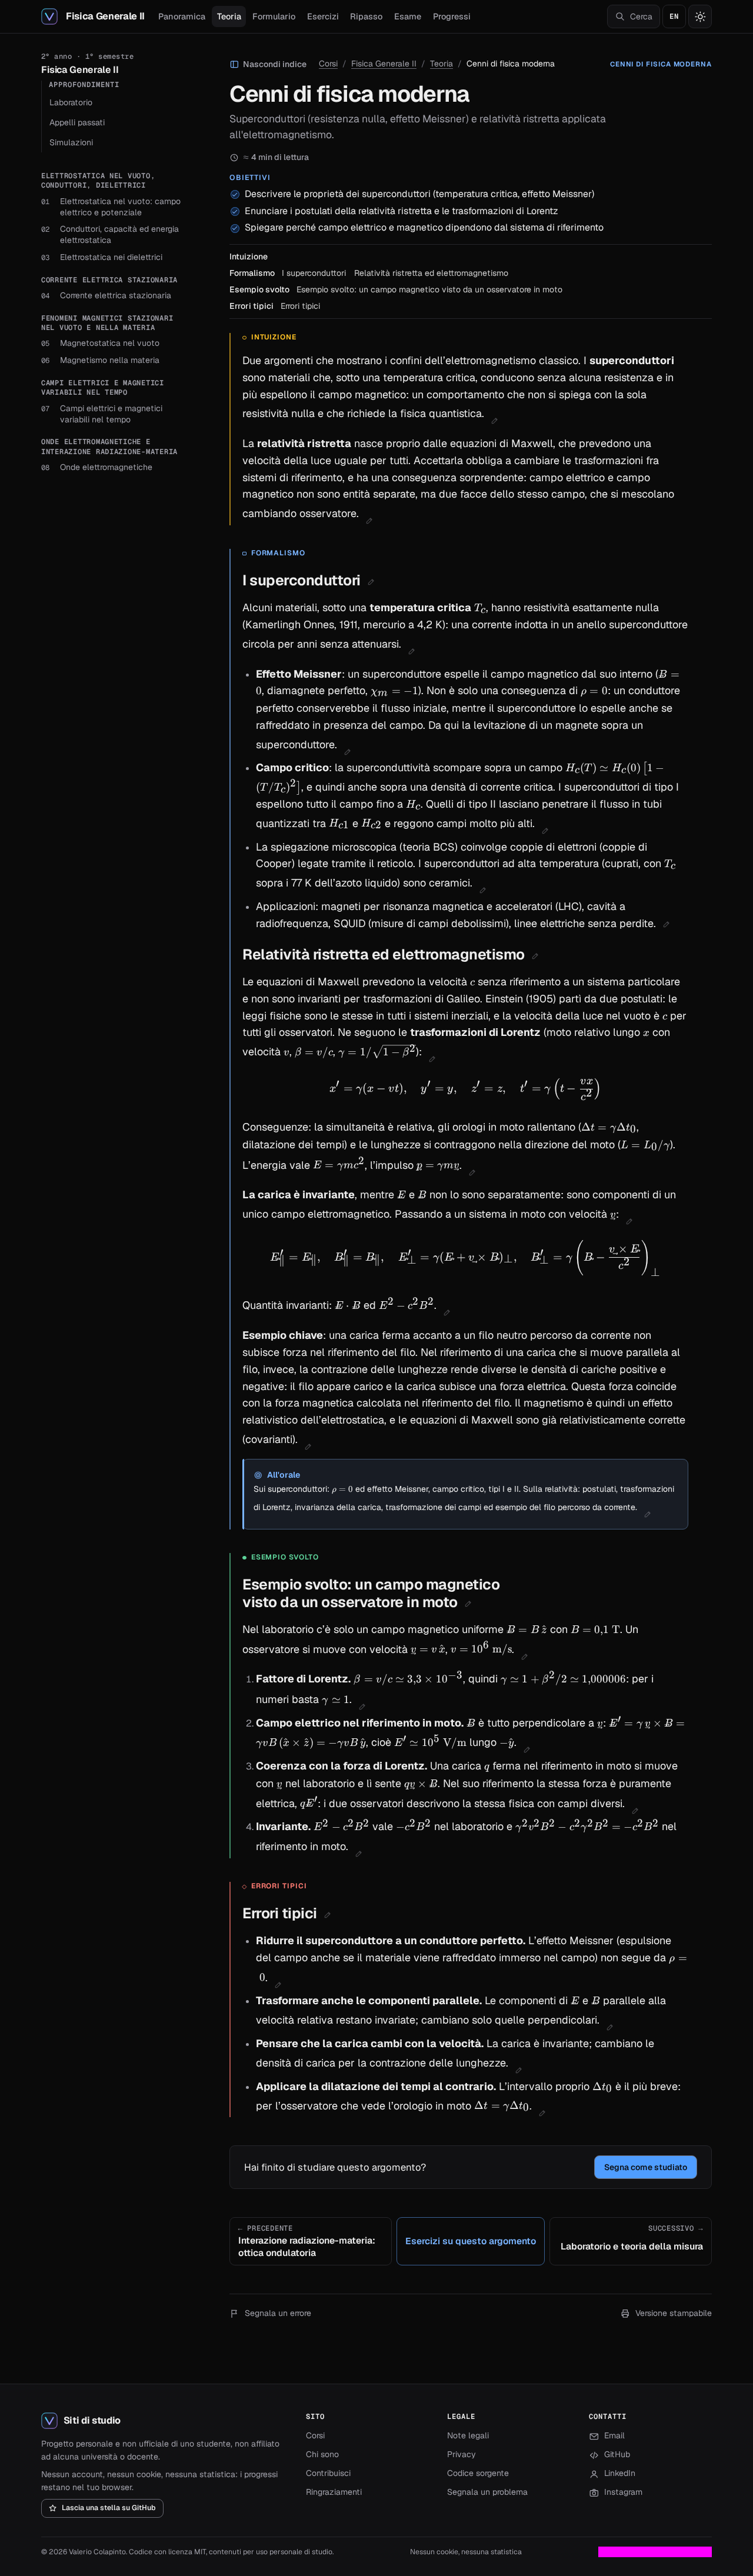 Fisica Generale II Panoramica Teoria Formulario Esercizi Ripasso Esame Progressi Cerca EN
2° anno · 1° semestre
Fisica Generale II
APPROFONDIMENTI
Laboratorio
Appelli passati
Simulazioni
ELETTROSTATICA NEL VUOTO,
CONDUTTORI, DIELETTRICI
01 Elettrostatica nel vuoto: campo
elettrico e potenziale
02 Conduttori, capacità ed energia
elettrostatica
03 Elettrostatica nei dielettrici
CORRENTE ELETTRICA STAZIONARIA
04 Corrente elettrica stazionaria
FENOMENI MAGNETICI STAZIONARI
NEL VUOTO E NELLA MATERIA
05 Magnetostatica nel vuoto
06 Magnetismo nella materia
CAMPI ELETTRICI E MAGNETICI
VARIABILI NEL TEMPO
07 Campi elettrici e magnetici
variabili nel tempo
ONDE ELETTROMAGNETICHE E
INTERAZIONE RADIAZIONE-MATERIA
08 Onde elettromagnetiche
Nascondi indice Corsi / Fisica Generale II / Teoria / Cenni di fisica moderna CENNI DI FISICA MODERNA
Cenni di fisica moderna
Superconduttori (resistenza nulla, effetto Meissner) e relatività ristretta applicata
all'elettromagnetismo.
≈ 4 min di lettura
OBIETTIVI
Descrivere le proprietà dei superconduttori (temperatura critica, effetto Meissner)
Enunciare i postulati della relatività ristretta e le trasformazioni di Lorentz
Spiegare perché campo elettrico e magnetico dipendono dal sistema di riferimento
Intuizione
Formalismo I superconduttori Relatività ristretta ed elettromagnetismo
Esempio svolto Esempio svolto: un campo magnetico visto da un osservatore in moto
Errori tipici Errori tipici
INTUIZIONE
Due argomenti che mostrano i confini dell'elettromagnetismo classico. I superconduttori
sono materiali che, sotto una temperatura critica, conducono senza alcuna resistenza e in
più espellono il campo magnetico: un comportamento che non si spiega con la sola
resistività nulla e che richiede la fisica quantistica.
La relatività ristretta nasce proprio dalle equazioni di Maxwell, che prevedono una
velocità della luce uguale per tutti. Accettarla obbliga a cambiare le trasformazioni fra
sistemi di riferimento, e ha una conseguenza sorprendente: campo elettrico e campo
magnetico non sono entità separate, ma due facce dello stesso campo, che si mescolano
cambiando osservatore.
FORMALISMO
I superconduttori
Alcuni materiali, sotto una temperatura critica T_c, hanno resistività esattamente nulla
(Kamerlingh Onnes, 1911, mercurio a 4,2 K): una corrente indotta in un anello superconduttore
circola per anni senza attenuarsi.
• Effetto Meissner: un superconduttore espelle il campo magnetico dal suo interno (B =
0, diamagnete perfetto, χ_m = −1). Non è solo una conseguenza di ρ = 0: un conduttore
perfetto conserverebbe il flusso iniziale, mentre il superconduttore lo espelle anche se
raffreddato in presenza del campo. Da qui la levitazione di un magnete sopra un
superconduttore.
• Campo critico: la superconduttività scompare sopra un campo H_c(T) ≃ H_c(0) [1 −
(T/T_c)²], e quindi anche sopra una densità di corrente critica. I superconduttori di tipo I
espellono tutto il campo fino a H_c. Quelli di tipo II lasciano penetrare il flusso in tubi
quantizzati tra H_c1 e H_c2 e reggono campi molto più alti.
• La spiegazione microscopica (teoria BCS) coinvolge coppie di elettroni (coppie di
Cooper) legate tramite il reticolo. I superconduttori ad alta temperatura (cuprati, con T_c
sopra i 77 K dell'azoto liquido) sono ceramici.
• Applicazioni: magneti per risonanza magnetica e acceleratori (LHC), cavità a
radiofrequenza, SQUID (misure di campi debolissimi), linee elettriche senza perdite.
Relatività ristretta ed elettromagnetismo
Le equazioni di Maxwell prevedono la velocità c senza riferimento a un sistema particolare
e non sono invarianti per trasformazioni di Galileo. Einstein (1905) partì da due postulati: le
leggi fisiche sono le stesse in tutti i sistemi inerziali, e la velocità della luce nel vuoto è c per
tutti gli osservatori. Ne seguono le trasformazioni di Lorentz (moto relativo lungo x con
velocità v, β = v/c, γ = 1/√(1 − β²)):
x′ = γ(x − vt), y′ = y, z′ = z, t′ = γ (t − vx/c²)
Conseguenze: la simultaneità è relativa, gli orologi in moto rallentano (Δt = γΔt₀,
dilatazione dei tempi) e le lunghezze si contraggono nella direzione del moto (L = L₀/γ).
L'energia vale E = γmc², l'impulso p = γmv.
La carica è invariante, mentre E e B non lo sono separatamente: sono componenti di un
unico campo elettromagnetico. Passando a un sistema in moto con velocità v:
E′∥ = E∥, B′∥ = B∥, E′⊥ = γ(E + v × B)⊥, B′⊥ = γ (B − v × E/c²)⊥
Quantità invarianti: E · B ed E² − c²B².
Esempio chiave: una carica ferma accanto a un filo neutro percorso da corrente non
subisce forza nel riferimento del filo. Nel riferimento di una carica che si muove parallela al
filo, invece, la contrazione delle lunghezze rende diverse le densità di cariche positive e
negative: il filo appare carico e la carica subisce una forza elettrica. Questa forza coincide
con la forza magnetica calcolata nel riferimento del filo. Il magnetismo è quindi un effetto
relativistico dell'elettrostatica, e le equazioni di Maxwell sono già relativisticamente corrette
(covarianti).
All'orale
Sui superconduttori: ρ = 0 ed effetto Meissner, campo critico, tipi I e II. Sulla relatività: postulati, trasformazioni
di Lorentz, invarianza della carica, trasformazione dei campi ed esempio del filo percorso da corrente.
ESEMPIO SVOLTO
Esempio svolto: un campo magnetico
visto da un osservatore in moto
Nel laboratorio c'è solo un campo magnetico uniforme B = B ẑ con B = 0,1 T. Un
osservatore si muove con velocità v = v x̂, v = 10⁶ m/s.
1. Fattore di Lorentz. β = v/c ≃ 3,3 × 10⁻³, quindi γ ≃ 1 + β²/2 ≃ 1,000006: per i
numeri basta γ ≃ 1.
2. Campo elettrico nel riferimento in moto. B è tutto perpendicolare a v: E′ = γ v × B =
γvB (x̂ × ẑ) = −γvB ŷ, cioè E′ ≃ 10⁵ V/m lungo −ŷ.
3. Coerenza con la forza di Lorentz. Una carica q ferma nel riferimento in moto si muove
con v nel laboratorio e lì sente qv × B. Nel suo riferimento la stessa forza è puramente
elettrica, qE′: i due osservatori descrivono la stessa fisica con campi diversi.
4. Invariante. E² − c²B² vale −c²B² nel laboratorio e γ²v²B² − c²γ²B² = −c²B² nel
riferimento in moto.
ERRORI TIPICI
Errori tipici
• Ridurre il superconduttore a un conduttore perfetto. L'effetto Meissner (espulsione
del campo anche se il materiale viene raffreddato immerso nel campo) non segue da ρ =
0.
• Trasformare anche le componenti parallele. Le componenti di E e B parallele alla
velocità relativa restano invariate; cambiano solo quelle perpendicolari.
• Pensare che la carica cambi con la velocità. La carica è invariante; cambiano le
densità di carica per la contrazione delle lunghezze.
• Applicare la dilatazione dei tempi al contrario. L'intervallo proprio Δt₀ è il più breve:
per l'osservatore che vede l'orologio in moto Δt = γΔt₀.
Hai finito di studiare questo argomento? Segna come studiato
← PRECEDENTE
Interazione radiazione-materia:
ottica ondulatoria
Esercizi su questo argomento
SUCCESSIVO →
Laboratorio e teoria della misura
Segnala un errore Versione stampabile
Siti di studio
Progetto personale e non ufficiale di uno studente, non affiliato
ad alcuna università o docente.
Nessun account, nessun cookie, nessuna statistica: i progressi
restano nel tuo browser.
Lascia una stella su GitHub
SITO
Corsi
Chi sono
Contribuisci
Ringraziamenti
LEGALE
Note legali
Privacy
Codice sorgente
Segnala un problema
CONTATTI
Email
GitHub
LinkedIn
Instagram
© 2026 Valerio Colapinto. Codice con licenza MIT, contenuti per uso personale di studio. Nessun cookie, nessuna statistica